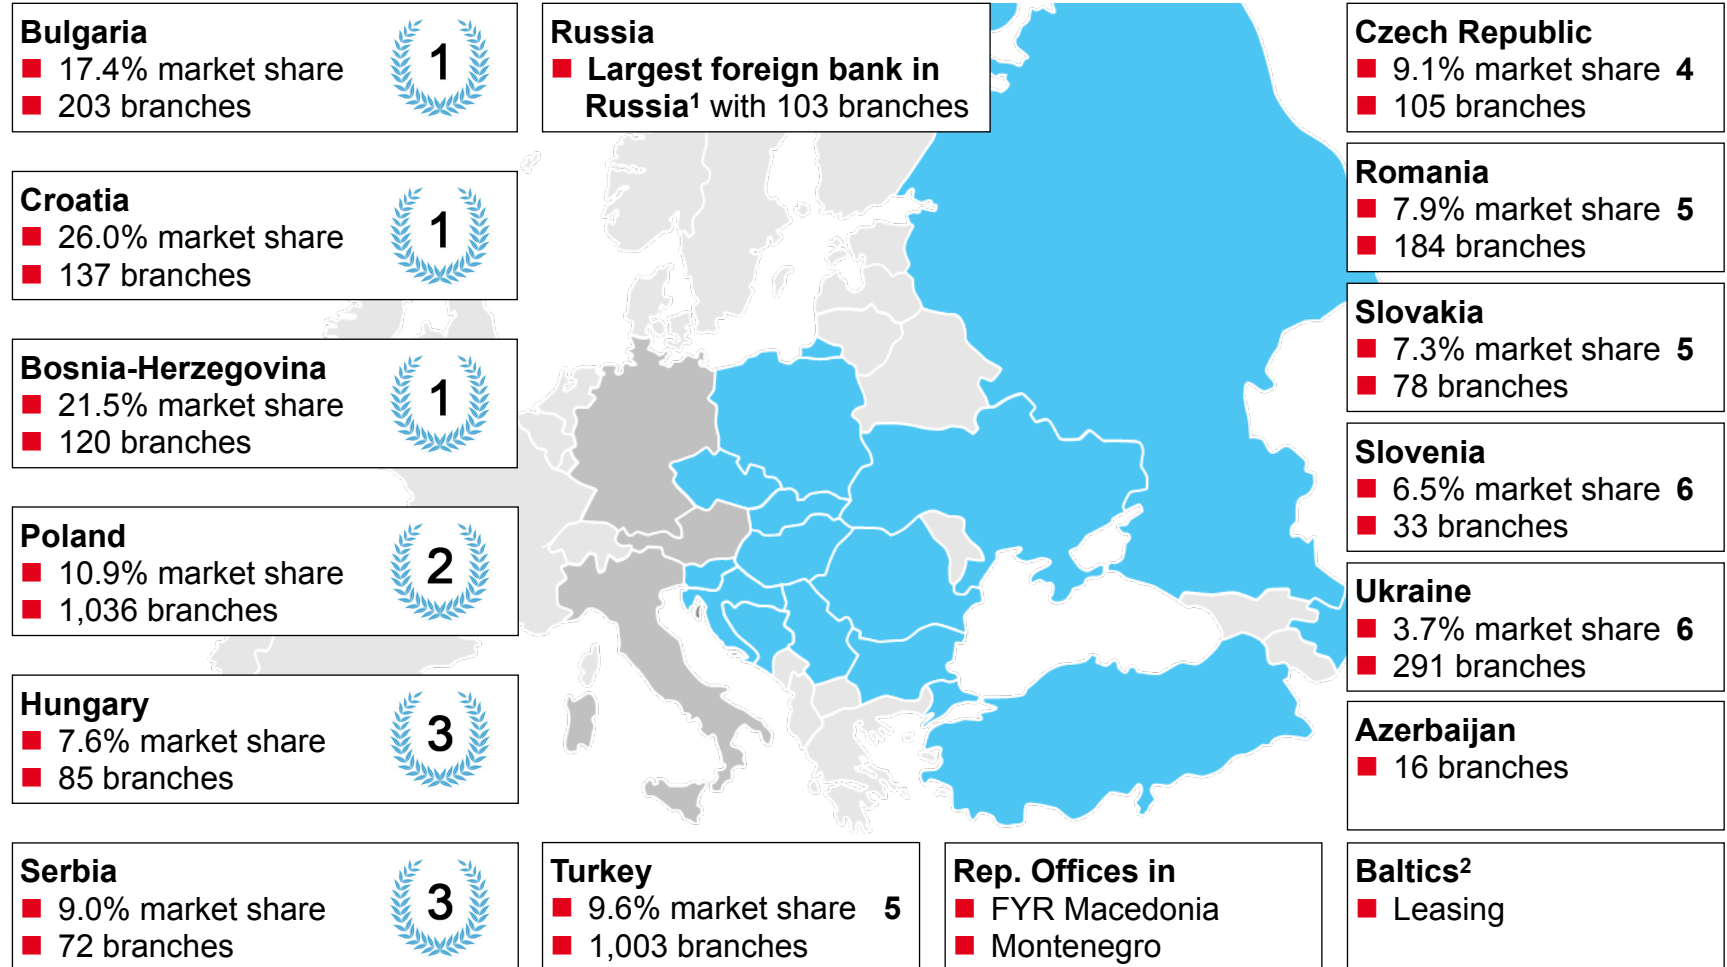 Bulgaria
17.4% market share
203 branches
1
Croatia
26.0% market share
137 branches
1
Bosnia-Herzegovina
21.5% market share
120 branches
1
Poland
10.9% market share
1,036 branches
2
Hungary
7.6% market share
85 branches
3
Serbia
9.0% market share
72 branches
3
Russia
Largest foreign bank in
Russia¹ with 103 branches
Turkey
9.6% market share 5
1,003 branches
Rep. Offices in
FYR Macedonia
Montenegro
Czech Republic
9.1% market share 4
105 branches
Romania
7.9% market share 5
184 branches
Slovakia
7.3% market share 5
78 branches
Slovenia
6.5% market share 6
33 branches
Ukraine
3.7% market share 6
291 branches
Azerbaijan
16 branches
Baltics²
Leasing